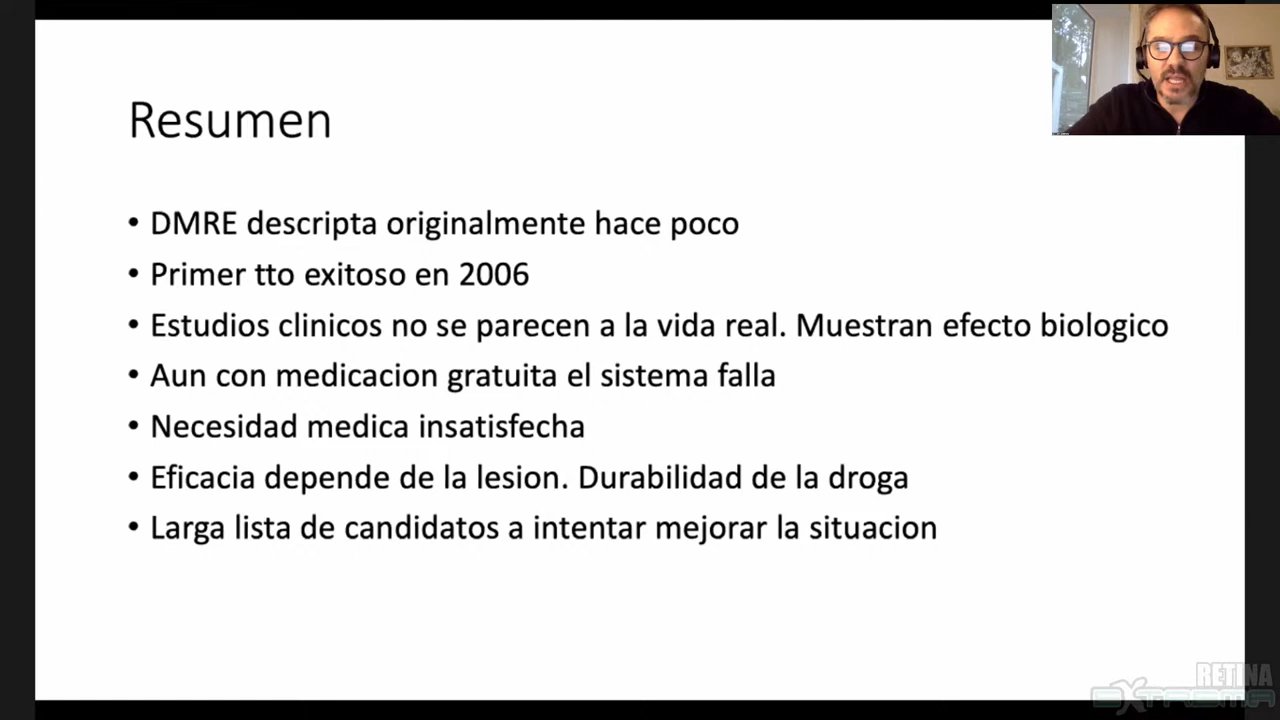 Resumen
• DMRE descripta originalmente hace poco
• Primer tto exitoso en 2006
• Estudios clinicos no se parecen a la vida real. Muestran efecto biologico
• Aun con medicacion gratuita el sistema falla
• Necesidad medica insatisfecha
• Eficacia depende de la lesion. Durabilidad de la droga
• Larga lista de candidatos a intentar mejorar la situacion
RETINA
EXTREMA